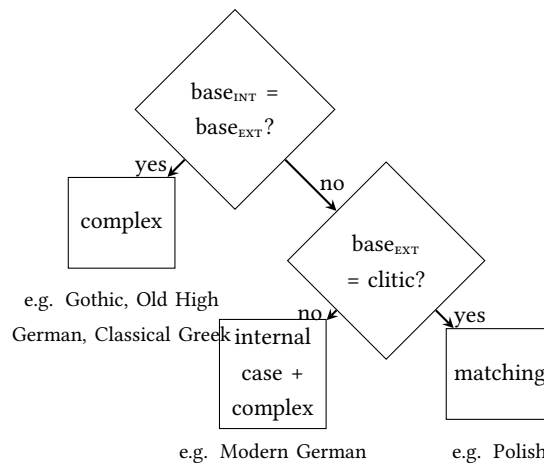 base_INT =
base_EXT?
yes
no
complex
base_EXT
= clitic?
e.g. Gothic, Old High
German, Classical Greek
no
yes
internal
case +
complex
matching
e.g. Modern German
e.g. Polish